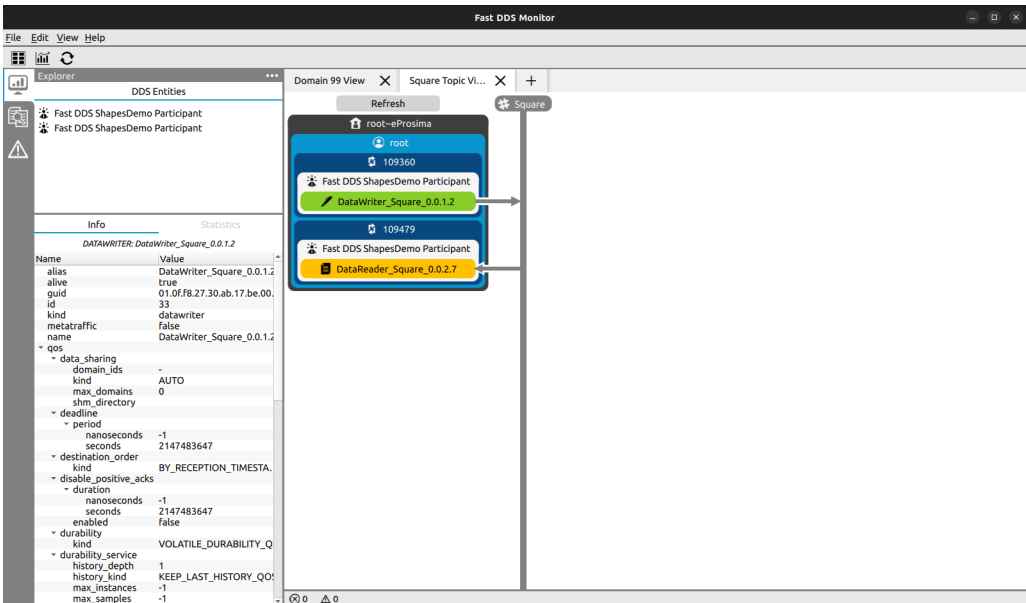 Fast DDS Monitor
File Edit View Help
Explorer
DDS Entities
Fast DDS ShapesDemo Participant
Fast DDS ShapesDemo Participant
Info Statistics
DATAWRITER: DataWriter_Square_0.0.1.2
Name Value
alias DataWriter_Square_0.0.1.2
alive true
guid 01.0f.f8.27.30.ab.17.be.00.
id 33
kind datawriter
metatraffic false
name DataWriter_Square_0.0.1.2
qos
data_sharing
domain_ids -
kind AUTO
max_domains 0
shm_directory
deadline
period
nanoseconds -1
seconds 2147483647
destination_order
kind BY_RECEPTION_TIMESTA.
disable_positive_acks
duration
nanoseconds -1
seconds 2147483647
enabled false
durability
kind VOLATILE_DURABILITY_Q
durability_service
history_depth 1
history_kind KEEP_LAST_HISTORY_QOS
max_instances -1
max_samples -1
Domain 99 View Square Topic Vi...
Refresh
Square
root~eProsima
root
109360
Fast DDS ShapesDemo Participant
DataWriter_Square_0.0.1.2
109479
Fast DDS ShapesDemo Participant
DataReader_Square_0.0.2.7
0 0